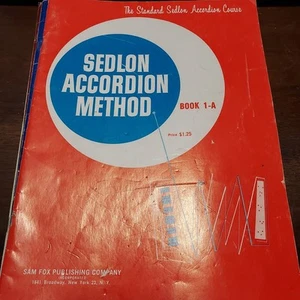 The Standard Sedlon Accordion Course
SEDLON
ACCORDION
METHOD
BOOK 1-A
Price $1.25
SAM FOX PUBLISHING COMPANY
INCORPORATED
1841 Broadway, New York 23, N.Y.